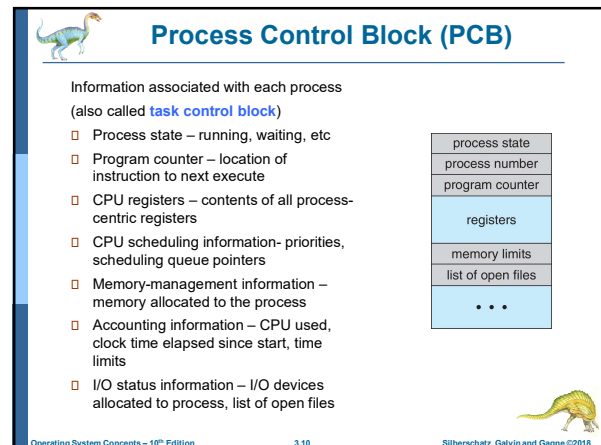 Process Control Block (PCB)
Information associated with each process
(also called task control block)
Process state – running, waiting, etc
Program counter – location of
instruction to next execute
CPU registers – contents of all process-
centric registers
CPU scheduling information- priorities,
scheduling queue pointers
Memory-management information –
memory allocated to the process
Accounting information – CPU used,
clock time elapsed since start, time
limits
I/O status information – I/O devices
allocated to process, list of open files
process state
process number
program counter
registers
memory limits
list of open files
• • •
Operating System Concepts – 10th Edition
3.10
Silberschatz, Galvin and Gagne ©2018